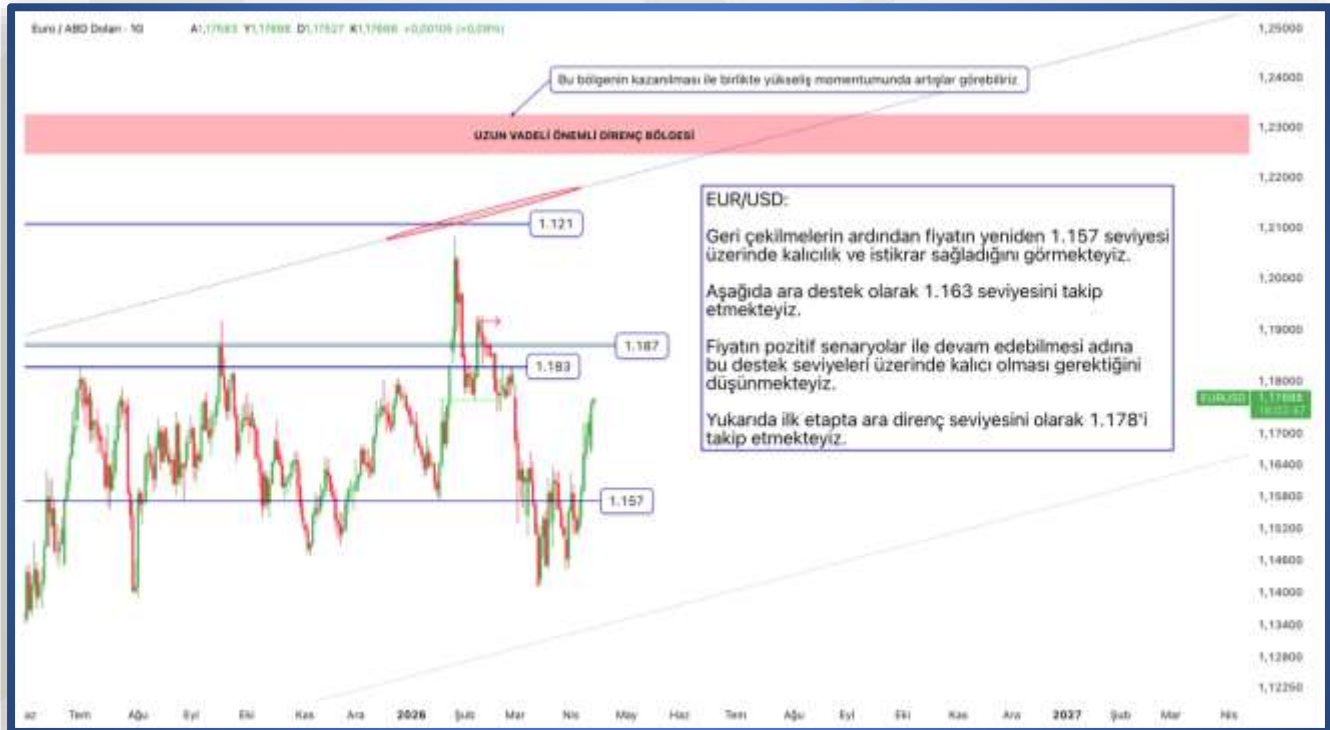 Euro / ABD Doları · 1G
Bu bölgenin kazanılması ile birlikte yükseliş momentumunda artışlar görebiliriz
UZUN VADELİ ÖNEMLİ DİRENÇ BÖLGESİ
1.121
1.187
1.183
1.157
EUR/USD:
Geri çekilmelerin ardından fiyatın yeniden 1.157 seviyesi
üzerinde kalıcılık ve istikrar sağladığını görmekteyiz.
Aşağıda ara destek olarak 1.163 seviyesini takip
etmekteyiz.
Fiyatın pozitif senaryolar ile devam edebilmesi adına
bu destek seviyeleri üzerinde kalıcı olması gerektiğini
düşünmekteyiz.
Yukarıda ilk etapta ara direnç seviyesini olarak 1.178'i
takip etmekteyiz.
1,25000
1,24000
1,23000
1,22000
1,21000
1,20000
1,19000
1,18000
EURUSD
1,17000
1,16400
1,15800
1,15200
1,14600
1,14000
1,13400
1,12800
1,12250
az Tem Ağu Eyl Eki Kas Ara 2026 Şub Mar Nis May Haz Tem Ağu Eyl Eki Kas Ara 2027 Şub Mar Nis